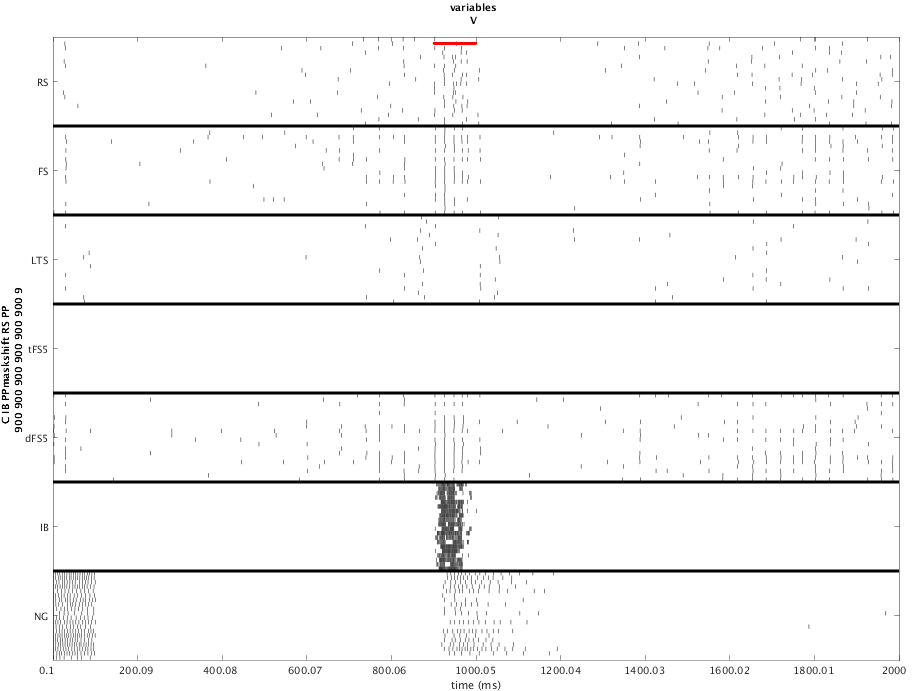 variables
V
C IB PPmaskshift RS PP
900 900 900 900 900 900 900 9
RS
FS
LTS
tFS5
dFS5
IB
NG
0.1 200.09 400.08 600.07 800.06 1000.05 1200.04 1400.03 1600.02 1800.01 2000
time (ms)